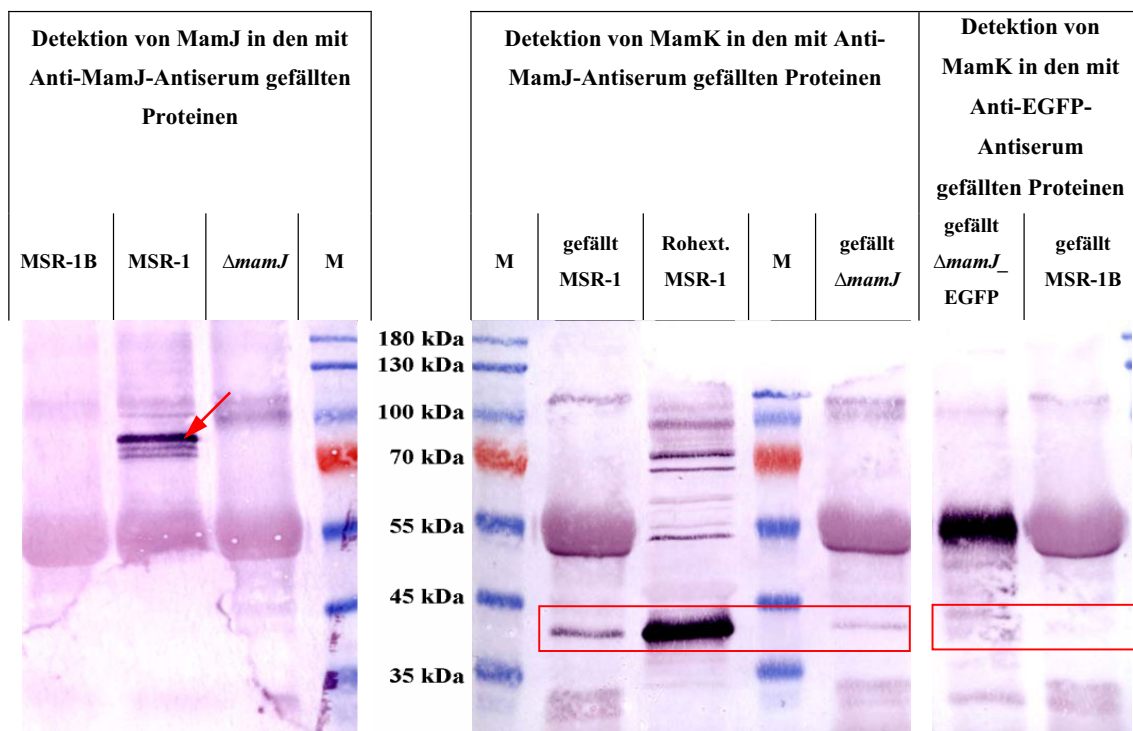 Detektion von MamJ in den mit
Anti-MamJ-Antiserum gefällten
Proteinen
MSR-1B
MSR-1
ΔmamJ
M
Detektion von MamK in den mit Anti-
MamJ-Antiserum gefällten Proteinen
M
gefällt
MSR-1
Rohext.
MSR-1
M
gefällt
ΔmamJ
Detektion von
MamK in den mit
Anti-EGFP-
Antiserum
gefällten Proteinen
gefällt
ΔmamJ_
EGFP
gefällt
MSR-1B
180 kDa
130 kDa
100 kDa
70 kDa
55 kDa
45 kDa
35 kDa